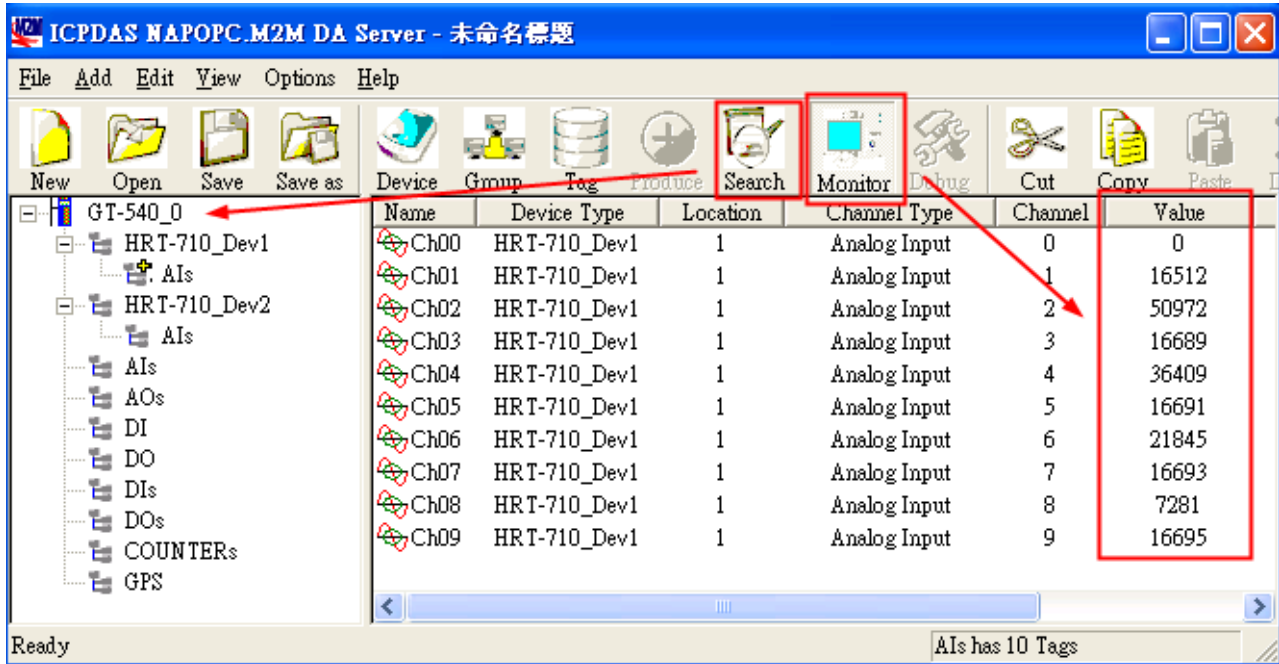 M2M ICPDAS NAPOPC.M2M DA Server - 未命名標題
File Add Edit View Options Help
New Open Save Save as Device Group Tag Produce Search Monitor Debug Cut Copy Paste
GT-540_0
HRT-710_Dev1
AIs
HRT-710_Dev2
AIs
AIs
AOs
DI
DO
DIs
DOs
COUNTERs
GPS
Name Device Type Location Channel Type Channel Value
Ch00 HRT-710_Dev1 1 Analog Input 0 0
Ch01 HRT-710_Dev1 1 Analog Input 1 16512
Ch02 HRT-710_Dev1 1 Analog Input 2 50972
Ch03 HRT-710_Dev1 1 Analog Input 3 16689
Ch04 HRT-710_Dev1 1 Analog Input 4 36409
Ch05 HRT-710_Dev1 1 Analog Input 5 16691
Ch06 HRT-710_Dev1 1 Analog Input 6 21845
Ch07 HRT-710_Dev1 1 Analog Input 7 16693
Ch08 HRT-710_Dev1 1 Analog Input 8 7281
Ch09 HRT-710_Dev1 1 Analog Input 9 16695
Ready AIs has 10 Tags